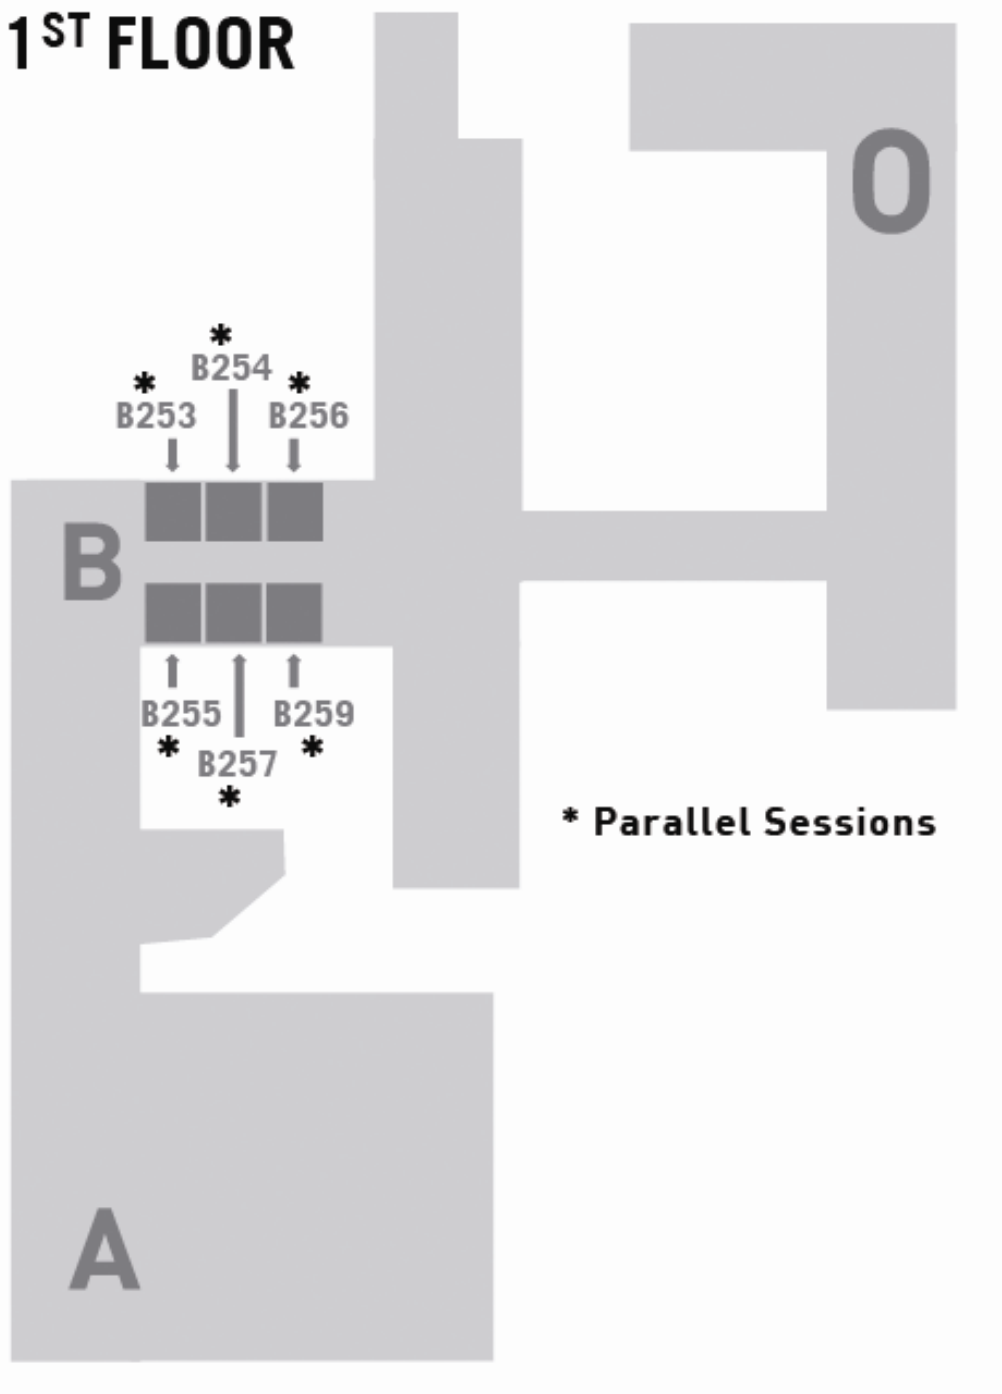 1ST FLOOR
O
*
B254
* *
B253 B256
B
B255 B259
* *
B257
*
* Parallel Sessions
A